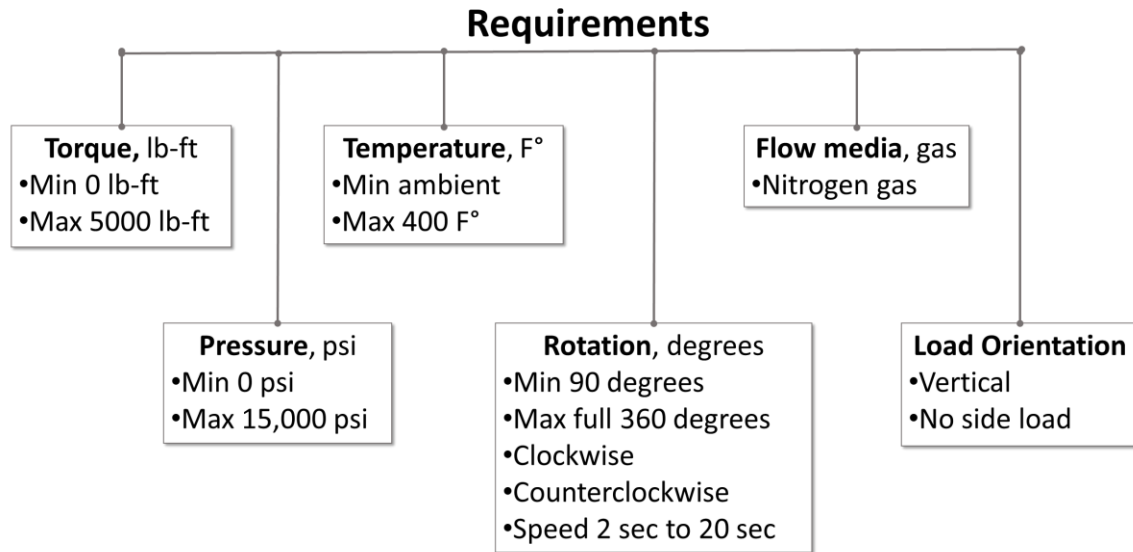 Requirements
Torque, lb-ft
•Min 0 lb-ft
•Max 5000 lb-ft
Temperature, F°
•Min ambient
•Max 400 F°
Flow media, gas
•Nitrogen gas
Pressure, psi
•Min 0 psi
•Max 15,000 psi
Rotation, degrees
•Min 90 degrees
•Max full 360 degrees
•Clockwise
•Counterclockwise
•Speed 2 sec to 20 sec
Load Orientation
•Vertical
•No side load